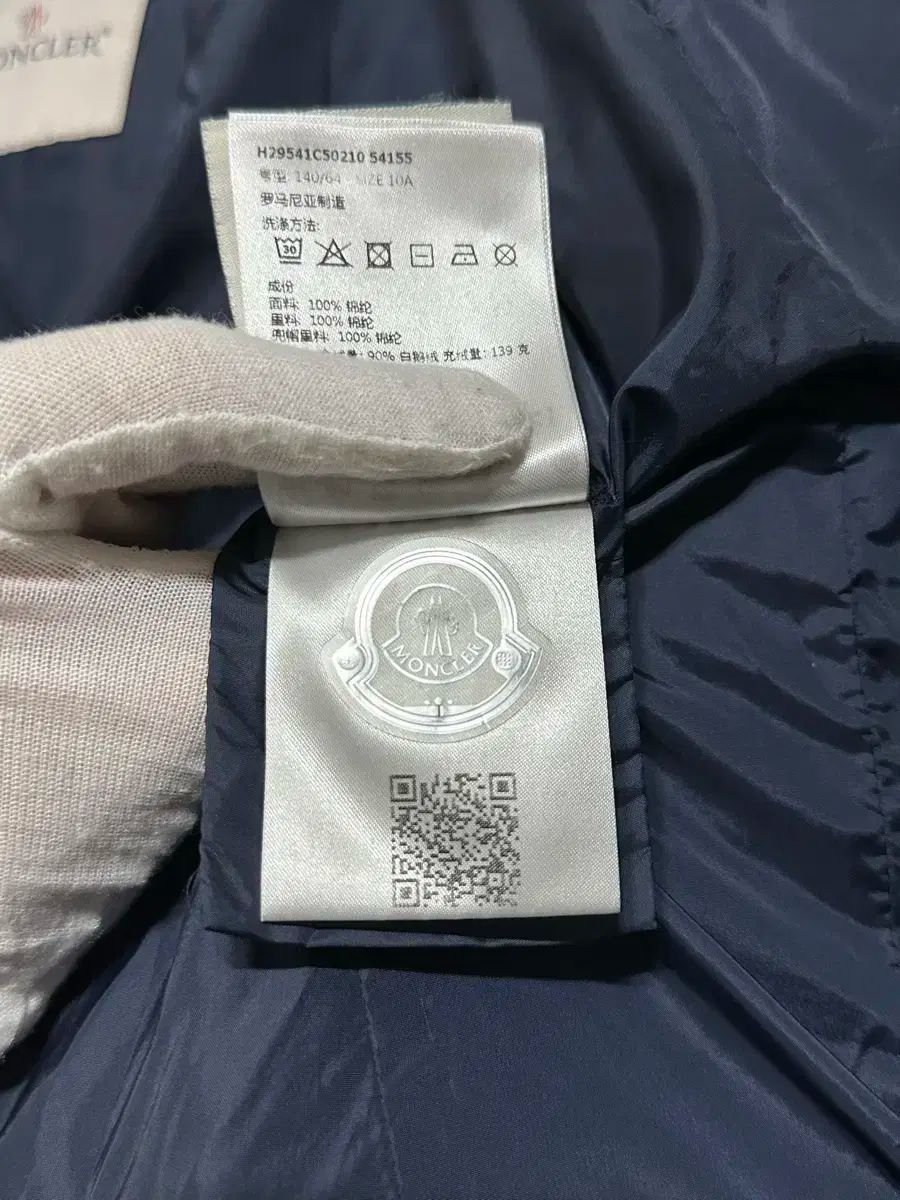 MONCLER
H29541C50210 54155
号型 140/64 SIZE 10A
罗马尼亚制造
洗涤方法:
30
成份
面料: 100% 锦纶
里料: 100% 锦纶
兜帽里料: 100% 锦纶
90% 白鹅绒 充绒量: 139 克
MONCLER